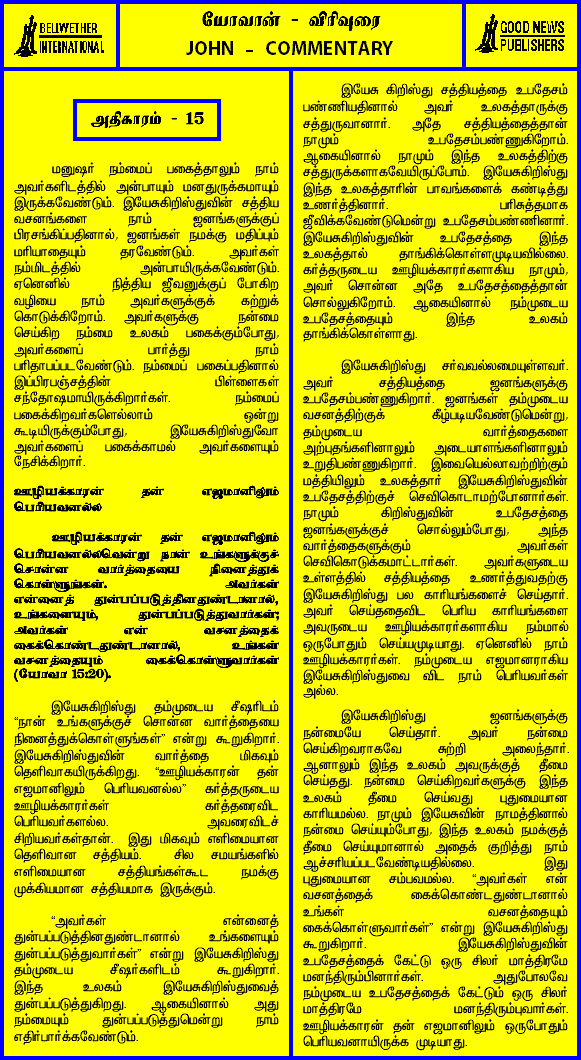 BELWETHER
INTERNATIONAL
யோவான் - விரிவுரை
JOHN - COMMENTARY
GOOD NEWS
PUBLISHERS
அதிகாரம் - 15
மனுஷர் நம்மைப் பகைத்தாலும் நாம்
அவர்களிடத்தில் அன்பாயும் மனதுருக்கமாயும்
இருக்கவேண்டும். இயேசுகிறிஸ்துவின் சத்திய
வசனங்களை நாம் ஜனங்களுக்குப்
பிரசங்கிப்பதினால், ஜனங்கள் நமக்கு மதிப்பும்
மரியாதையும் தரவேண்டும். அவர்கள்
நம்மிடத்தில் அன்பாயிருக்கவேண்டும்.
ஏனெனில் நித்திய ஜீவனுக்குப் போகிற
வழியை நாம் அவர்களுக்குக் கற்றுக்
கொடுக்கிறோம். அவர்களுக்கு நன்மை
செய்கிற நம்மை உலகம் பகைக்கும்போது,
அவர்களைப் பார்த்து நாம்
பரிதாபப்படவேண்டும். நம்மைப் பகைப்பதினால்
இப்பிரபஞ்சத்தின் பிள்ளைகள்
சந்தோஷமாயிருக்கிறார்கள். நம்மைப்
பகைக்கிறவர்களெல்லாம் ஒன்று
கூடியிருக்கும்போது, இயேசுகிறிஸ்துவோ
அவர்களைப் பகைக்காமல் அவர்களையும்
நேசிக்கிறார்.
ஊழியக்காரன் தன் எஜமானிலும்
பெரியவனல்ல
ஊழியக்காரன் தன் எஜமானிலும்
பெரியவனல்லவென்று நான் உங்களுக்குச்
சொன்ன வார்த்தையை நினைத்துக்
கொள்ளுங்கள். அவர்கள்
என்னைத் துன்பப்படுத்தினதுண்டானால்,
உங்களையும், துன்பப்படுத்துவார்கள்;
அவர்கள் என் வசனத்தைக்
கைக்கொண்டதுண்டானால், உங்கள்
வசனத்தையும் கைக்கொள்ளுவார்கள்
(யோவா 15:20).
இயேசுகிறிஸ்து தம்முடைய சீஷரிடம்
"நான் உங்களுக்குச் சொன்ன வார்த்தையை
நினைத்துக்கொள்ளுங்கள்" என்று கூறுகிறார்.
இயேசுகிறிஸ்துவின் வார்த்தை மிகவும்
தெளிவாகயிருக்கிறது. "ஊழியக்காரன் தன்
எஜமானிலும் பெரியவனல்ல" கர்த்தருடைய
ஊழியக்காரர்கள் கர்த்தரைவிட
பெரியவர்களல்ல. அவரைவிடச்
சிறியவர்கள்தான். இது மிகவும் எளிமையான
தெளிவான சத்தியம். சில சமயங்களில்
எளிமையான சத்தியங்கள்கூட நமக்கு
முக்கியமான சத்தியமாக இருக்கும்.
"அவர்கள் என்னைத்
துன்பப்படுத்தினதுண்டானால் உங்களையும்
துன்பப்படுத்துவார்கள்" என்று இயேசுகிறிஸ்து
தம்முடைய சீஷர்களிடம் கூறுகிறார்.
இந்த உலகம் இயேசுகிறிஸ்துவைத்
துன்பப்படுத்துகிறது. ஆகையினால் அது
நம்மையும் துன்பப்படுத்துமென்று நாம்
எதிர்பார்க்கவேண்டும்.
இயேசு கிறிஸ்து சத்தியத்தை உபதேசம்
பண்ணியதினால் அவர் உலகத்தாருக்கு
சத்துருவானார். அதே சத்தியத்தைத்தான்
நாமும் உபதேசம்பண்ணுகிறோம்.
ஆகையினால் நாமும் இந்த உலகத்திற்கு
சத்துருக்களாகவேயிருப்போம். இயேசுகிறிஸ்து
இந்த உலகத்தாரின் பாவங்களைக் கண்டித்து
உணர்த்தினார். பரிசுத்தமாக
ஜீவிக்கவேண்டுமென்று உபதேசம்பண்ணினார்.
இயேசுகிறிஸ்துவின் உபதேசத்தை இந்த
உலகத்தால் தாங்கிக்கொள்ளமுடியவில்லை.
கர்த்தருடைய ஊழியக்காரர்களாகிய நாமும்,
அவர் சொன்ன அதே உபதேசத்தைத்தான்
சொல்லுகிறோம். ஆகையினால் நம்முடைய
உபதேசத்தையும் இந்த உலகம்
தாங்கிக்கொள்ளாது.
இயேசுகிறிஸ்து சர்வவல்லமையுள்ளவர்.
அவர் சத்தியத்தை ஜனங்களுக்கு
உபதேசம்பண்ணுகிறார். ஜனங்கள் தம்முடைய
வசனத்திற்குக் கீழ்படியவேண்டுமென்று,
தம்முடைய வார்த்தைகளை
அற்புதங்களினாலும் அடையாளங்களினாலும்
உறுதிபண்ணுகிறார். இவையெல்லாவற்றிற்கும்
மத்தியிலும் உலகத்தார் இயேசுகிறிஸ்துவின்
உபதேசத்திற்குச் செவிகொடாமற்போனார்கள்.
நாமும் கிறிஸ்துவின் உபதேசத்தை
ஜனங்களுக்குச் சொல்லும்போது, அந்த
வார்த்தைகளுக்கும் அவர்கள்
செவிகொடுக்கமாட்டார்கள். அவர்களுடைய
உள்ளத்தில் சத்தியத்தை உணர்த்துவதற்கு
இயேசுகிறிஸ்து பல காரியங்களைச் செய்தார்.
அவர் செய்ததைவிட பெரிய காரியங்களை
அவருடைய ஊழியக்காரர்களாகிய நம்மால்
ஒருபோதும் செய்யமுடியாது. ஏனெனில் நாம்
ஊழியக்காரர்கள். நம்முடைய எஜமானராகிய
இயேசுகிறிஸ்துவை விட நாம் பெரியவர்கள்
அல்ல.
இயேசுகிறிஸ்து ஜனங்களுக்கு
நன்மையே செய்தார். அவர் நன்மை
செய்கிறவராகவே சுற்றி அலைந்தார்.
ஆனாலும் இந்த உலகம் அவருக்குத் தீமை
செய்தது. நன்மை செய்கிறவர்களுக்கு இந்த
உலகம் தீமை செய்வது புதுமையான
காரியமல்ல. நாமும் இயேசுவின் நாமத்தினால்
நன்மை செய்யும்போது, இந்த உலகம் நமக்குத்
தீமை செய்யுமானால் அதைக் குறித்து நாம்
ஆச்சரியப்படவேண்டியதில்லை. இது
புதுமையான சம்பவமல்ல. "அவர்கள் என்
வசனத்தைக் கைக்கொண்டதுண்டானால்
உங்கள் வசனத்தையும்
கைக்கொள்ளுவார்கள்" என்று இயேசுகிறிஸ்து
கூறுகிறார். இயேசுகிறிஸ்துவின்
உபதேசத்தைக் கேட்டு ஒரு சிலர் மாத்திரமே
மனந்திரும்பினார்கள். அதுபோலவே
நம்முடைய உபதேசத்தைக் கேட்டும் ஒரு சிலர்
மாத்திரமே மனந்திரும்புவார்கள்.
ஊழியக்காரன் தன் எஜமானிலும் ஒருபோதும்
பெரியவனாயிருக்க முடியாது.